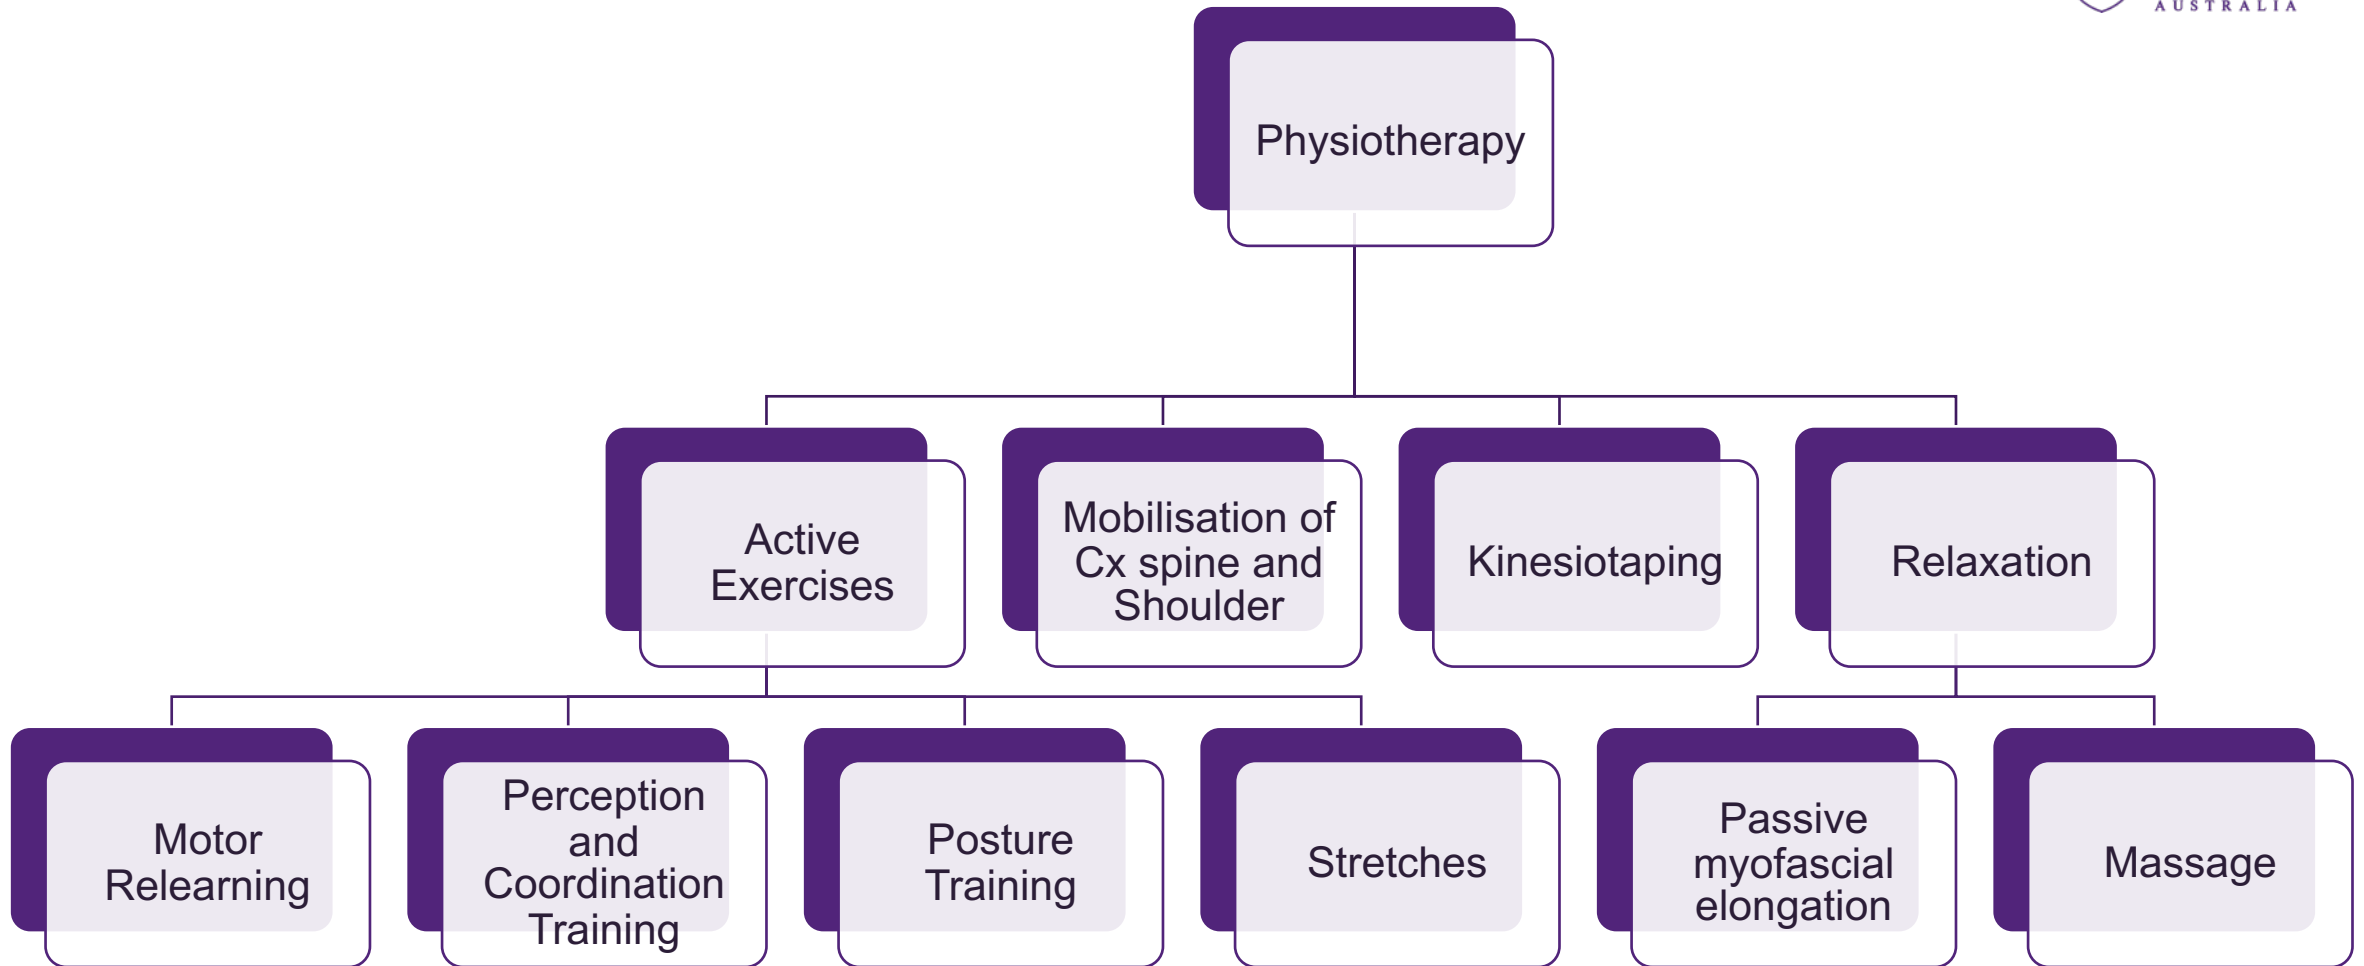 AUSTRALIA
Physiotherapy
Active
Exercises
Mobilisation of
Cx spine and
Shoulder
Kinesiotaping
Relaxation
Motor
Relearning
Perception
and
Coordination
Training
Posture
Training
Stretches
Passive
myofascial
elongation
Massage